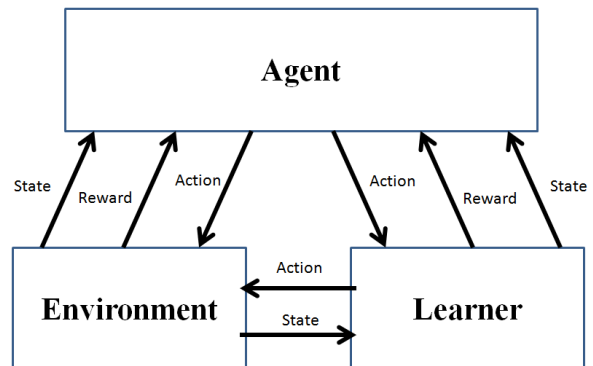 Agent
State
Reward
Action
Action
Reward
State
Environment
Action
State
Learner